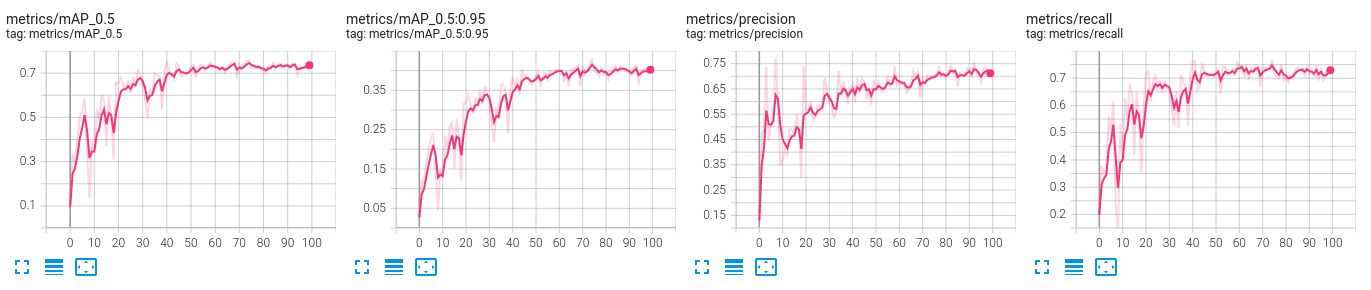 metrics/mAP_0.5
tag: metrics/mAP_0.5
0.7
0.5
0.3
0.1
0 10 20 30 40 50 60 70 80 90 100
metrics/mAP_0.5:0.95
tag: metrics/mAP_0.5:0.95
0.35
0.25
0.15
0.05
0 10 20 30 40 50 60 70 80 90 100
metrics/precision
tag: metrics/precision
0.75
0.65
0.55
0.45
0.35
0.25
0.15
0 10 20 30 40 50 60 70 80 90 100
metrics/recall
tag: metrics/recall
0.7
0.6
0.5
0.4
0.3
0.2
0 10 20 30 40 50 60 70 80 90 100